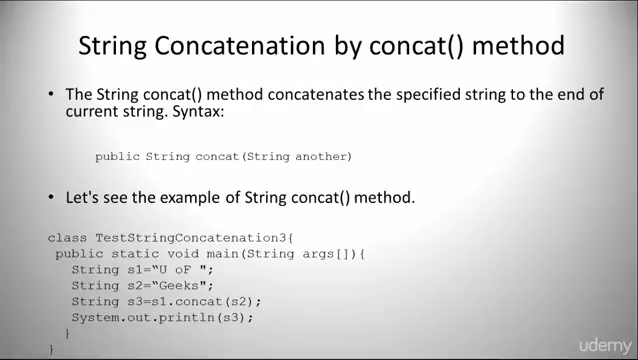 String Concatenation by concat() method
• The String concat() method concatenates the specified string to the end of
current string. Syntax:
public String concat(String another)
• Let's see the example of String concat() method.
class TestStringConcatenation3{
public static void main(String args[]){
String s1=“U oF ";
String s2=“Geeks";
String s3=s1.concat(s2);
System.out.println(s3);
}
}
udemy